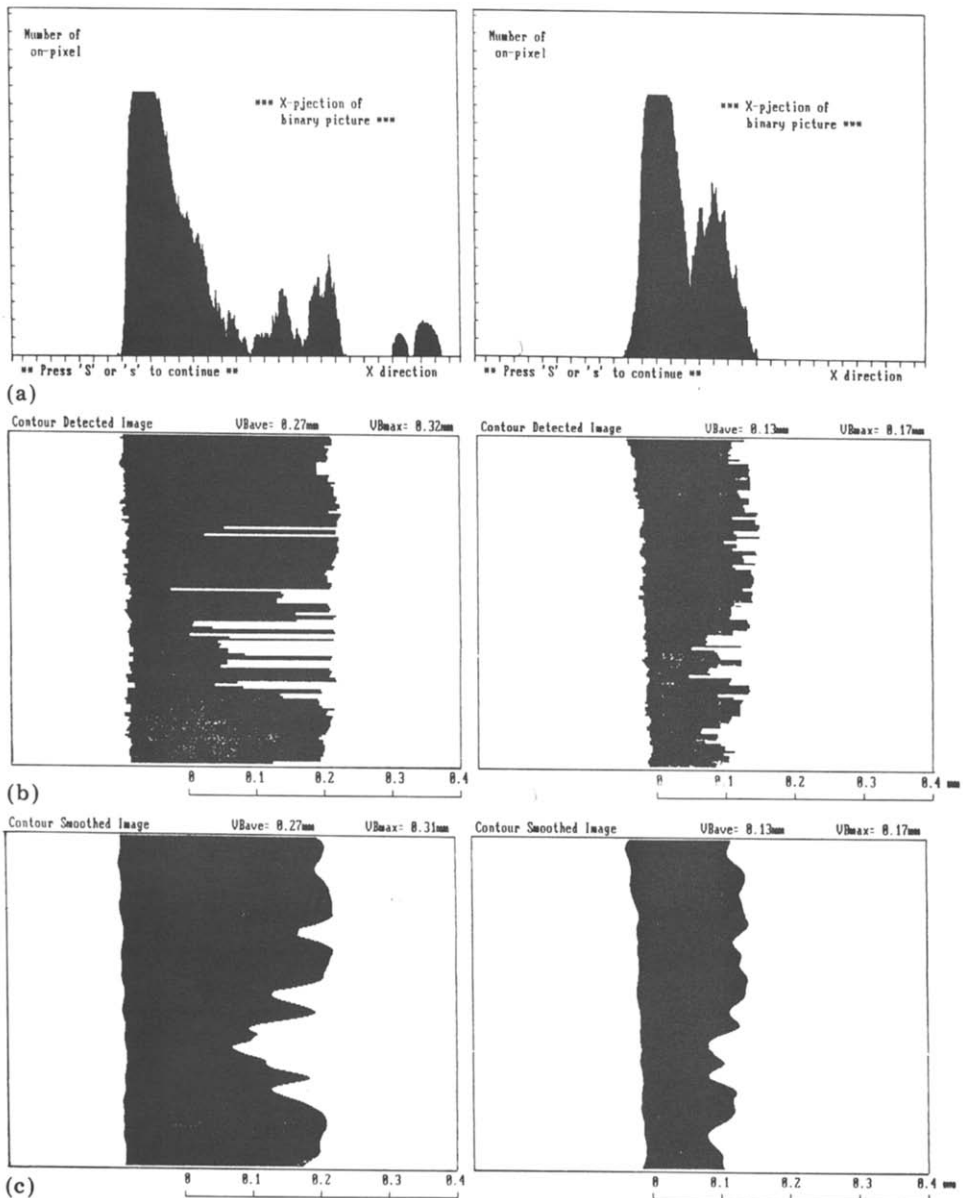 Number of
on-pixel
*** X-pjection of
binary picture ***
** Press 'S' or 's' to continue **
X direction
Number of
on-pixel
*** X-pjection of
binary picture ***
** Press 'S' or 's' to continue **
X direction
(a)
Contour Detected Image VBave= 0.27mm VBmax= 0.32mm
0 0.1 0.2 0.3 0.4
Contour Detected Image VBave= 0.13mm VBmax= 0.17mm
0 0.1 0.2 0.3 0.4 mm
(b)
Contour Smoothed Image VBave= 0.27mm VBmax= 0.31mm
0 0.1 0.2 0.3 0.4
Contour Smoothed Image VBave= 0.13mm VBmax= 0.17mm
0 0.1 0.2 0.3 0.4 mm
(c)